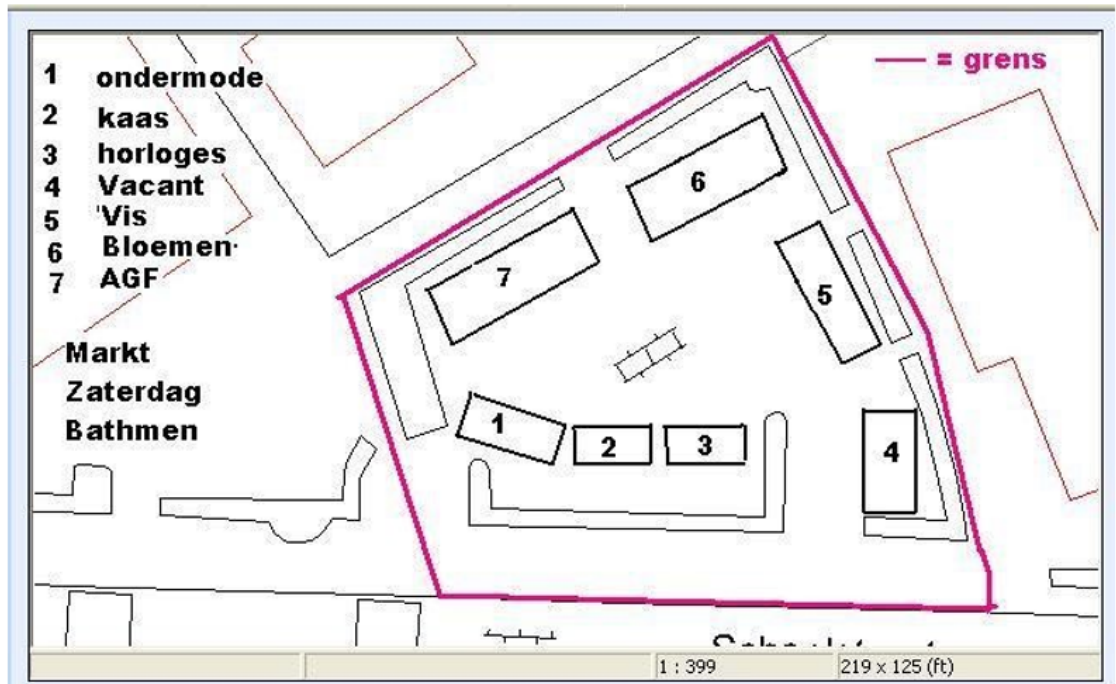 1 ondermode
2 kaas
3 horloges
4 Vacant
5 'Vis
6 Bloemen
7 AGF
Markt
Zaterdag
Bathmen
= grens
6
7
5
1
2
3
4
1 : 399
219 x 125 (ft)